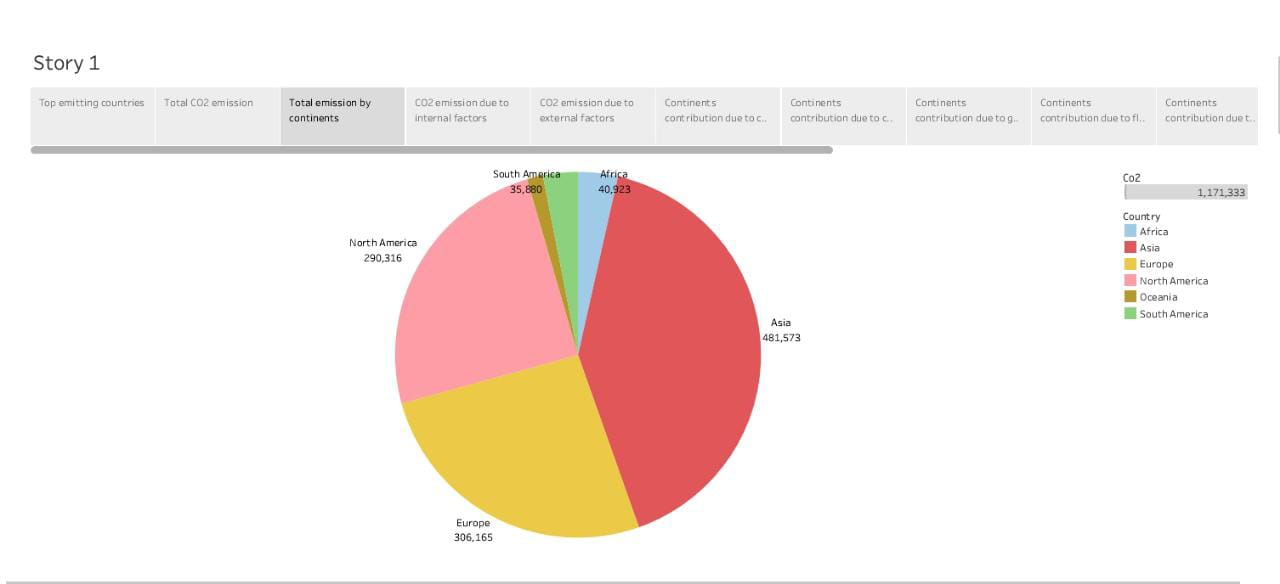 Story 1
Top emitting countries
Total CO2 emission
Total emission by
continents
CO2 emission due to
internal factors
CO2 emission due to
external factors
Continents
contribution due to c..
Continents
contribution due to c..
Continents
contribution due to g..
Continents
contribution due to fl..
Continents
contribution due t..
South America
35,880
Africa
40,923
North America
290,316
Asia
481,573
Europe
306,165
Co2
1,171,333
Country
Africa
Asia
Europe
North America
Oceania
South America